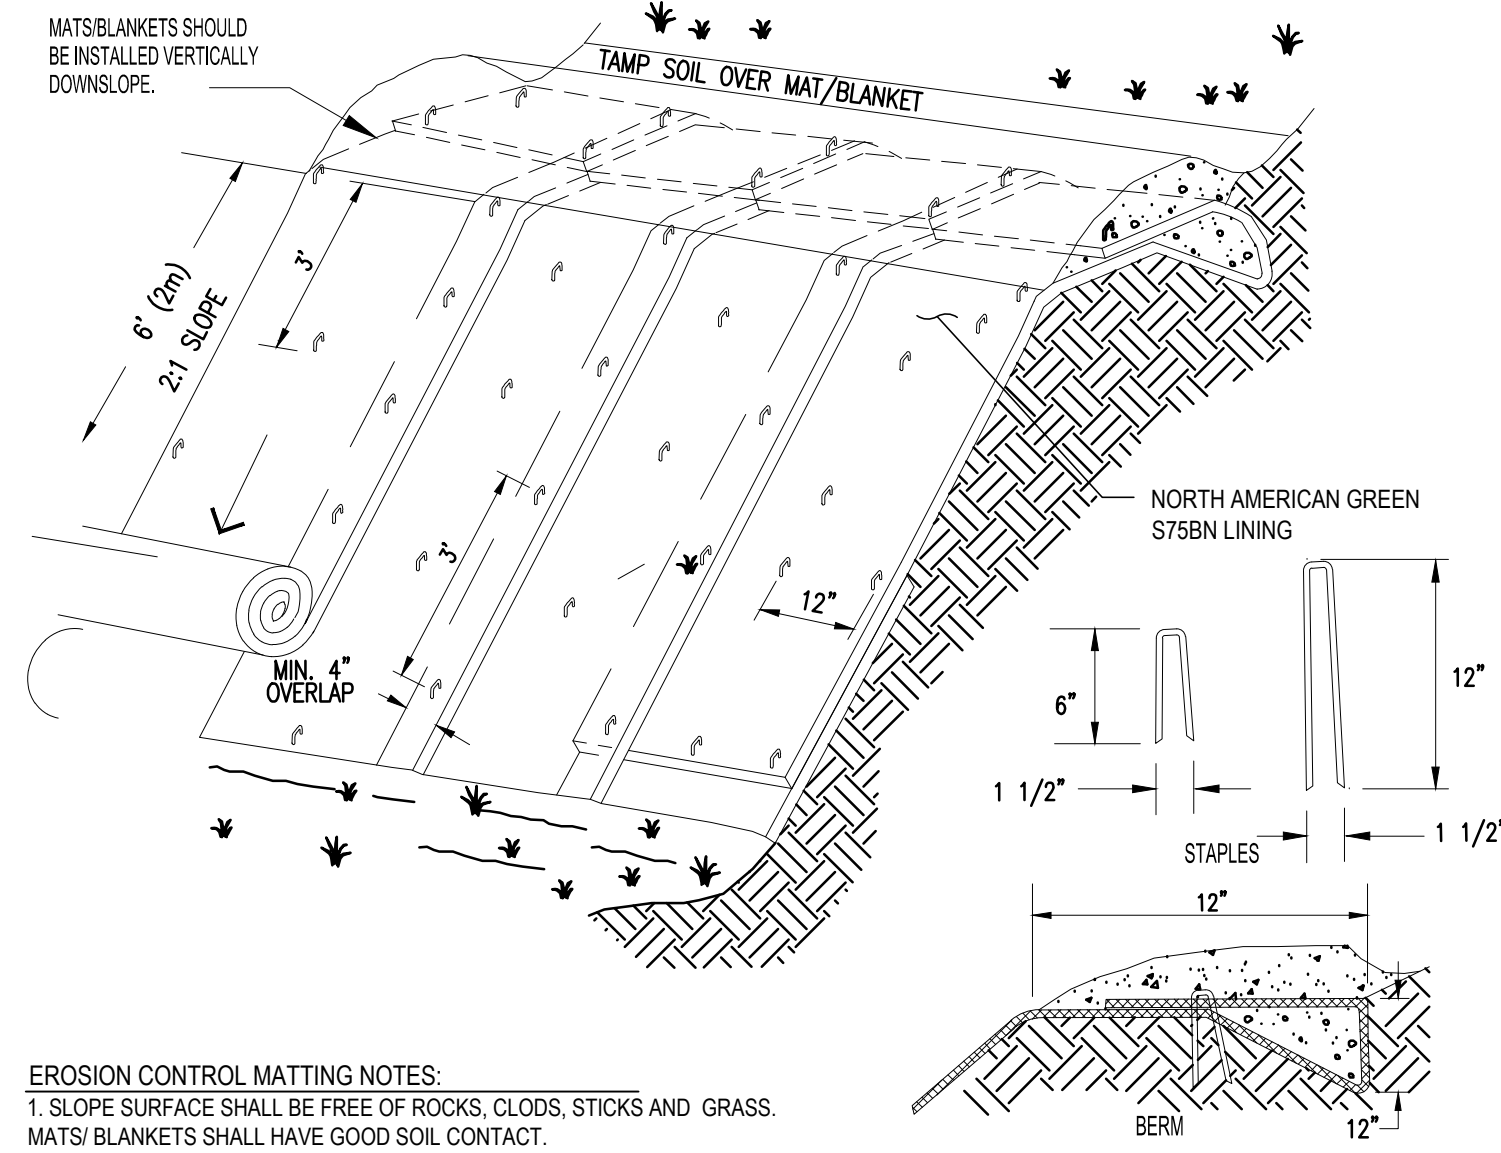 MATS/BLANKETS SHOULD
BE INSTALLED VERTICALLY
DOWNSLOPE.
TAMP SOIL OVER MAT/BLANKET
6' (2m)
2:1 SLOPE
3'
3'
12"
MIN. 4"
OVERLAP
NORTH AMERICAN GREEN
S75BN LINING
6"
12"
1 1/2"
1 1/2"
STAPLES
12"
BERM
12"
EROSION CONTROL MATTING NOTES:
1. SLOPE SURFACE SHALL BE FREE OF ROCKS, CLODS, STICKS AND GRASS.
MATS/ BLANKETS SHALL HAVE GOOD SOIL CONTACT.